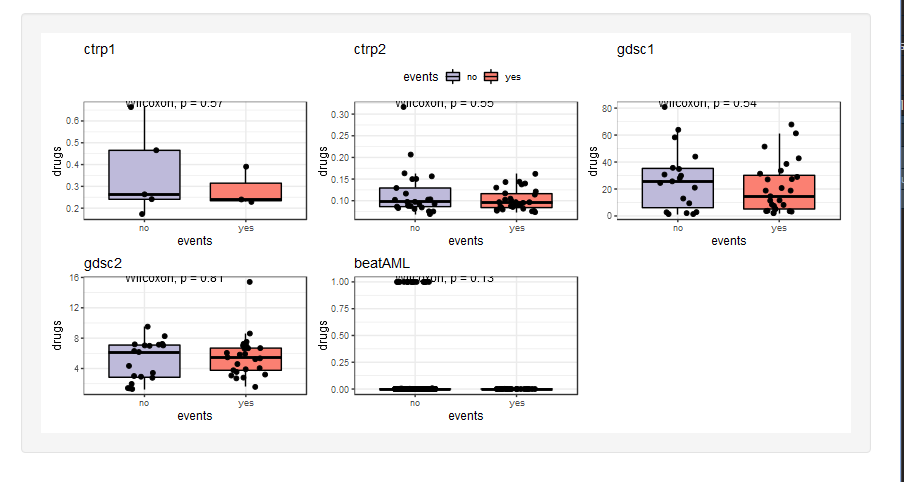 ctrp1
ctrp2
gdsc1
events no yes
Wilcoxon, p = 0.57
0.6
0.5
0.4
0.3
0.2
drugs
no yes
events
Wilcoxon, p = 0.55
0.30
0.20
0.15
0.10
drugs
no yes
events
Wilcoxon, p = 0.54
80
60
40
20
0
drugs
no yes
events
gdsc2
Wilcoxon, p = 0.81
16
12
8
4
drugs
no yes
events
beatAML
Wilcoxon, p = 0.13
1.00
0.75
0.50
0.25
0.00
drugs
no yes
events